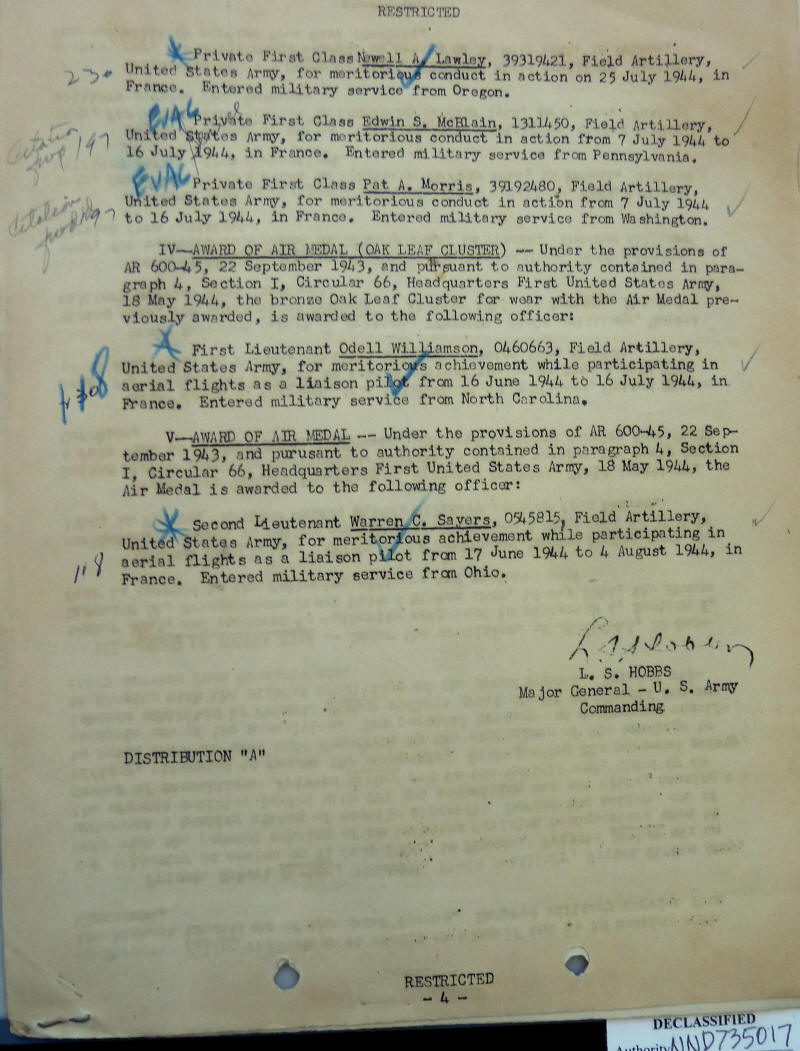 RESTRICTED
Private First Class Newell A. Lawley, 39319421, Field Artillery,
230
United States Army, for meritorious conduct in action on 25 July 1944, in
France. Entered military service from Oregon.
EVAC
Private First Class Edwin S. McElain, 1311450, Field Artillery,
Citation
197
United States Army, for meritorious conduct in action from 7 July 1944 to
16 July 1944, in France. Entered military service from Pennsylvania.
EVAC
Private First Class Pat A. Morris, 39192480, Field Artillery,
Citation
197
United States Army, for meritorious conduct in action from 7 July 1944
to 16 July 1944, in France. Entered military service from Washington.
IV—AWARD OF AIR MEDAL (OAK LEAF CLUSTER) -- Under the provisions of
AR 600-45, 22 September 1943, and pursuant to authority contained in para-
graph 4, Section I, Circular 66, Headquarters First United States Army,
18 May 1944, the bronze Oak Leaf Cluster for wear with the Air Medal pre-
viously awarded, is awarded to the following officer:
First Lieutenant Odell Williamson, O460663, Field Artillery,
United States Army, for meritorious achievement while participating in
aerial flights as a liaison pilot from 16 June 1944 to 16 July 1944, in
France. Entered military service from North Carolina.
V—AWARD OF AIR MEDAL -- Under the provisions of AR 600-45, 22 Sep-
tember 1943, and purusant to authority contained in paragraph 4, Section
I, Circular 66, Headquarters First United States Army, 18 May 1944, the
Air Medal is awarded to the following officer:
Second Lieutenant Warren C. Sayers, O545815, Field Artillery,
United States Army, for meritorious achievement while participating in
118
aerial flights as a liaison pilot from 17 June 1944 to 4 August 1944, in
France. Entered military service from Ohio.
L. S. HOBBS
Major General - U. S. Army
Commanding
DISTRIBUTION "A"
RESTRICTED
- 4 -
DECLASSIFIED
Authority NND735017